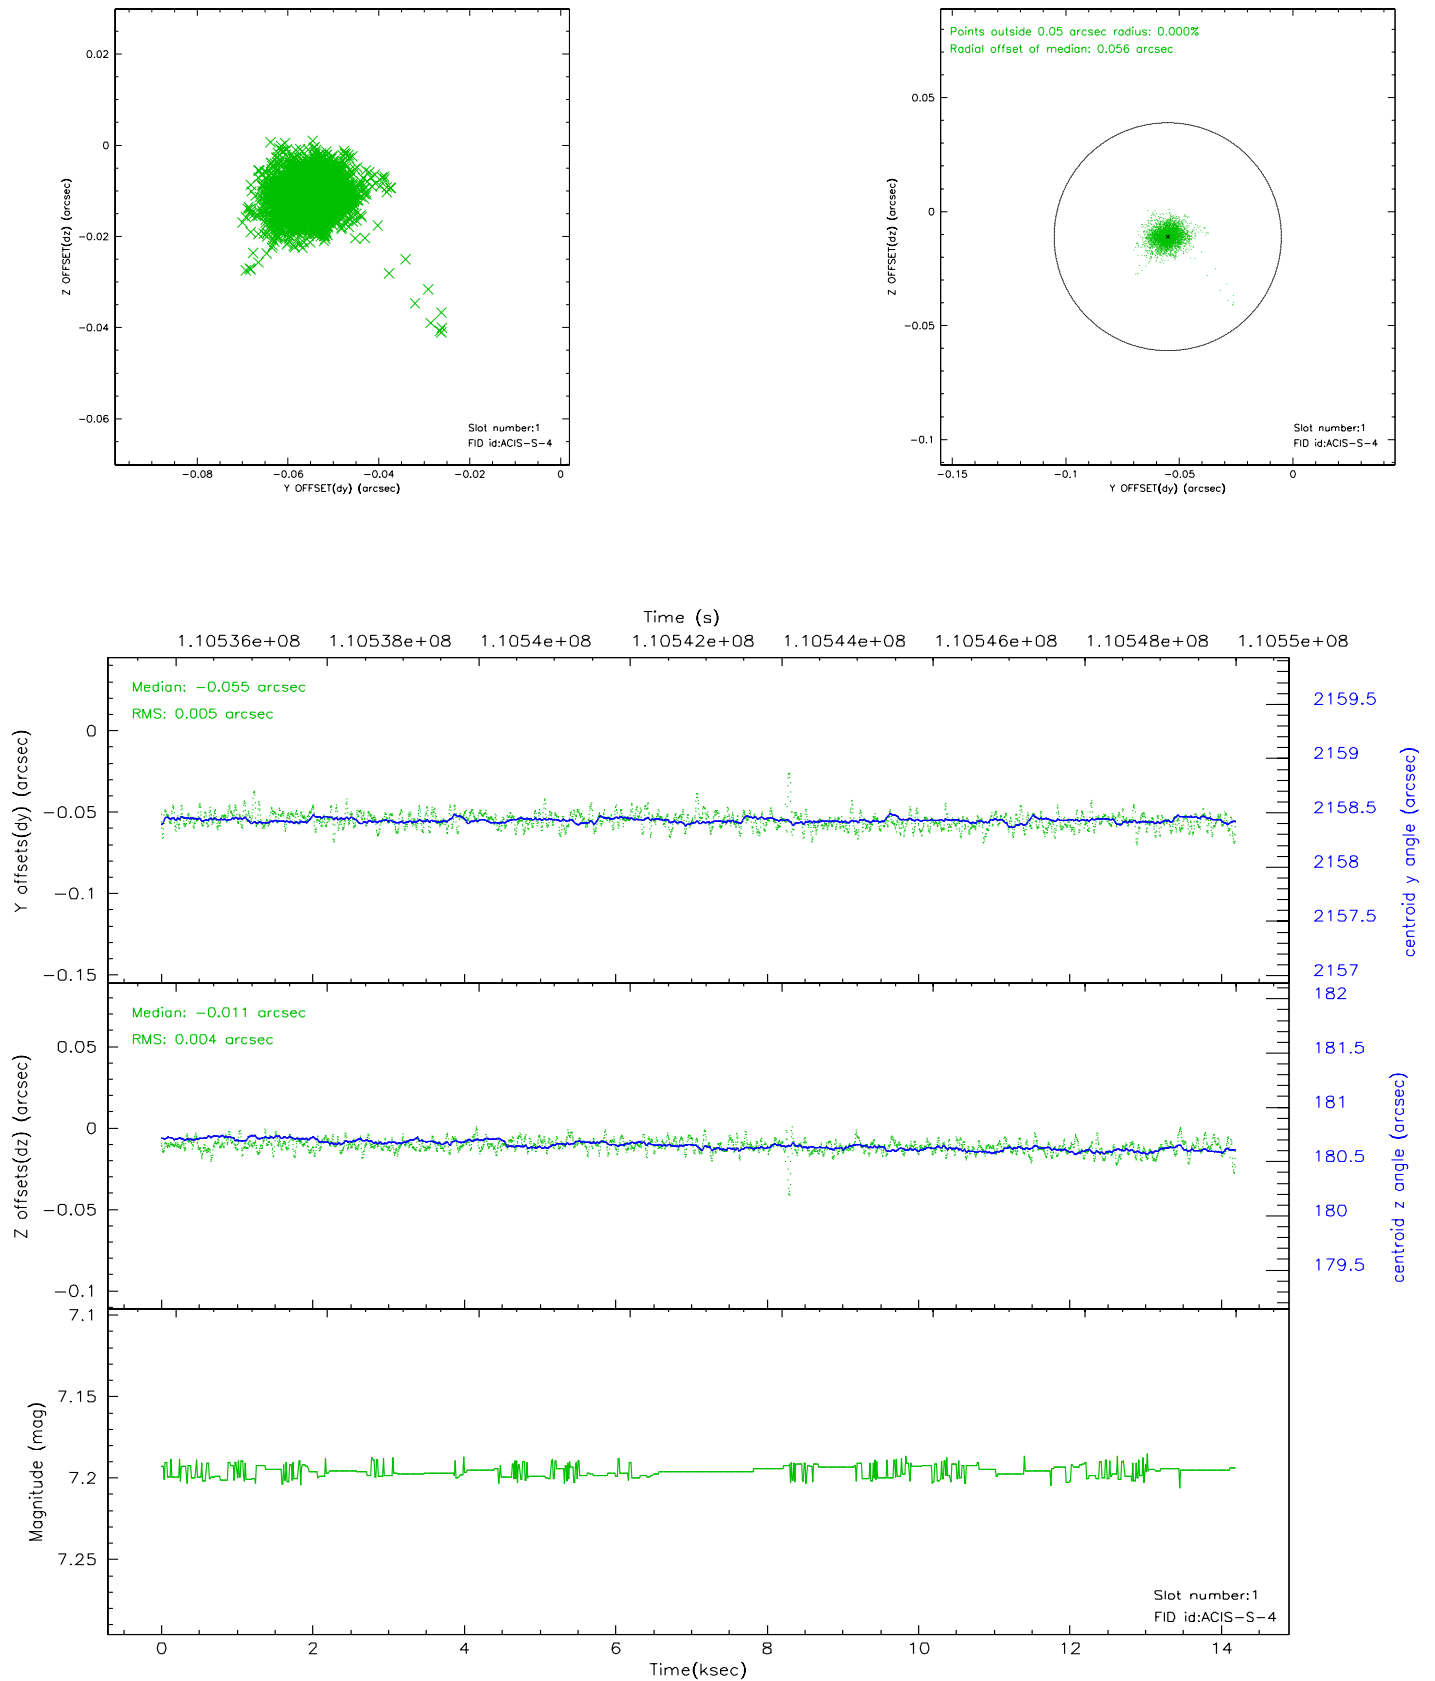 0.02
0
−0.02
−0.04
−0.06
Z OFFSET(dz) (arcsec)
Slot number:1
FID id:ACIS−S−4
−0.08
−0.06
−0.04
−0.02
0
Y OFFSET(dy) (arcsec)
Points outside 0.05 arcsec radius: 0.000%
Radial offset of median: 0.056 arcsec
0.05
0
−0.05
−0.1
Z OFFSET(dz) (arcsec)
Slot number:1
FID id:ACIS−S−4
−0.15
−0.1
−0.05
0
Y OFFSET(dy) (arcsec)
Time (s)
1.10536e+08
1.10538e+08
1.1054e+08
1.10542e+08
1.10544e+08
1.10546e+08
1.10548e+08
1.1055e+08
Median: −0.055 arcsec
RMS: 0.005 arcsec
0
−0.05
−0.1
−0.15
Y offsets(dy) (arcsec)
2159.5
2159
2158.5
2158
2157.5
2157
centroid y angle (arcsec)
Median: −0.011 arcsec
RMS: 0.004 arcsec
0.05
0
−0.05
−0.1
Z offsets(dz) (arcsec)
182
181.5
181
180.5
180
179.5
centroid z angle (arcsec)
7.1
7.15
7.2
7.25
Magnitude (mag)
Slot number:1
FID id:ACIS−S−4
0
2
4
6
8
10
12
14
Time(ksec)